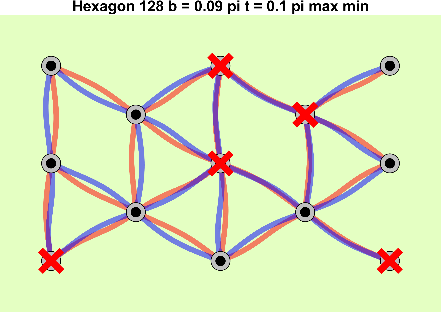 Hexagon 128 b = 0.09 pi t = 0.1 pi max min